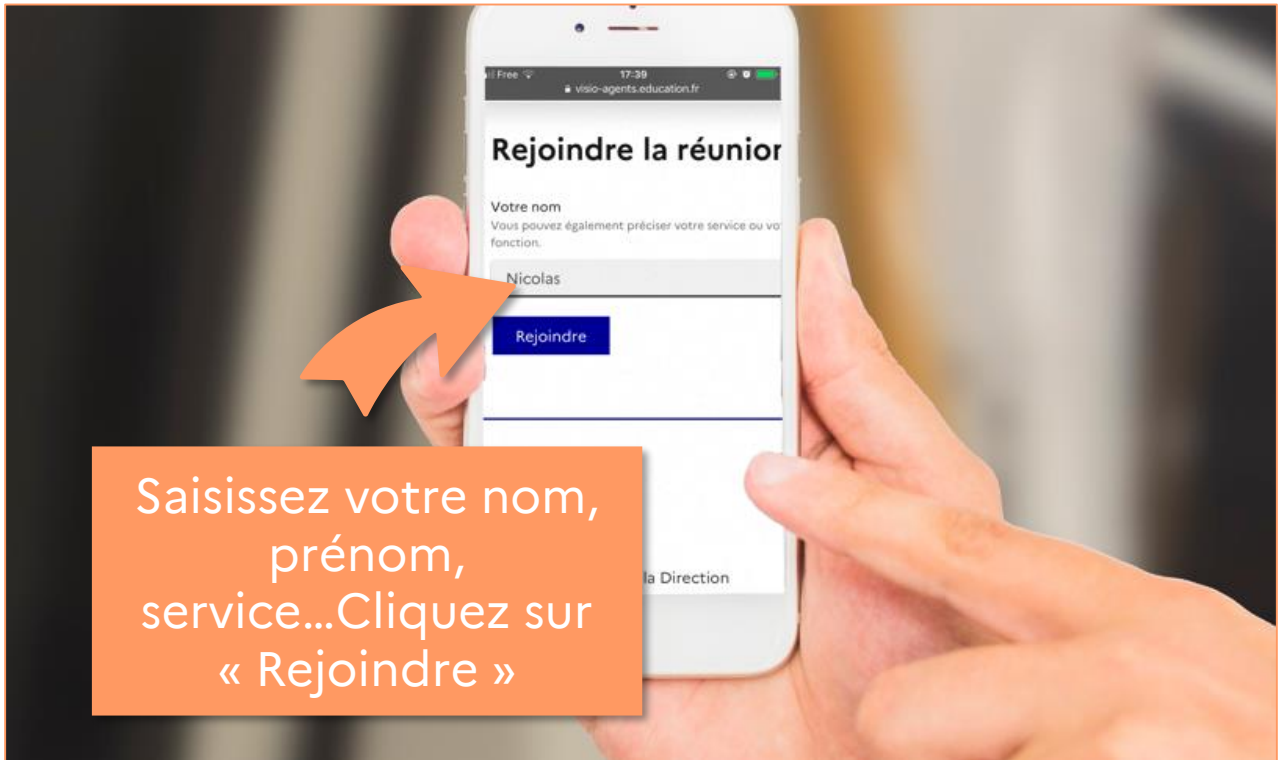 Free 17:39
visio-agents.education.fr
Rejoindre la réunion
Votre nom
Vous pouvez également préciser votre service ou vo
fonction.
Nicolas
Rejoindre
la Direction
Saisissez votre nom,
prénom,
service...Cliquez sur
« Rejoindre »